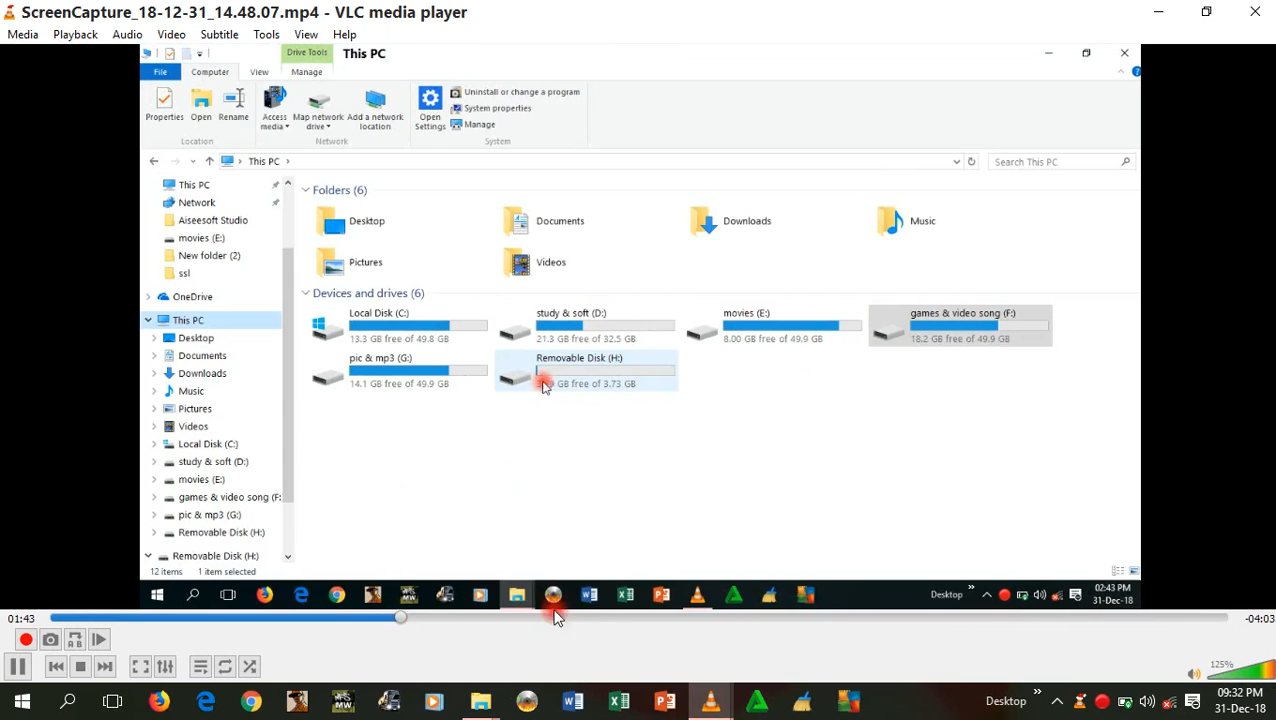 ScreenCapture_18-12-31_14.48.07.mp4 - VLC media player
Media Playback Audio Video Subtitle Tools View Help
Drive Tools This PC
File Computer View Manage
Properties Open Rename Access media Map network drive Add a network location Open Settings Uninstall or change a program
System properties
Manage
Location Network System
This PC Search This PC
This PC
Network
Aiseesoft Studio
movies (E:)
New folder (2)
ssl
OneDrive
This PC
Desktop
Documents
Downloads
Music
Pictures
Videos
Local Disk (C:)
study & soft (D:)
movies (E:)
games & video song (F:
pic & mp3 (G:)
Removable Disk (H:)
Removable Disk (H:)
Folders (6)
Desktop Documents Downloads Music
Pictures Videos
Devices and drives (6)
Local Disk (C:) study & soft (D:) movies (E:) games & video song (F:)
13.3 GB free of 49.8 GB 21.3 GB free of 32.5 GB 8.00 GB free of 49.9 GB 18.2 GB free of 49.9 GB
pic & mp3 (G:) Removable Disk (H:)
14.1 GB free of 49.9 GB GB free of 3.73 GB
12 items 1 item selected
Desktop 02:43 PM
31-Dec-18
01:43 -04:03
125%
Desktop 09:32 PM
31-Dec-18